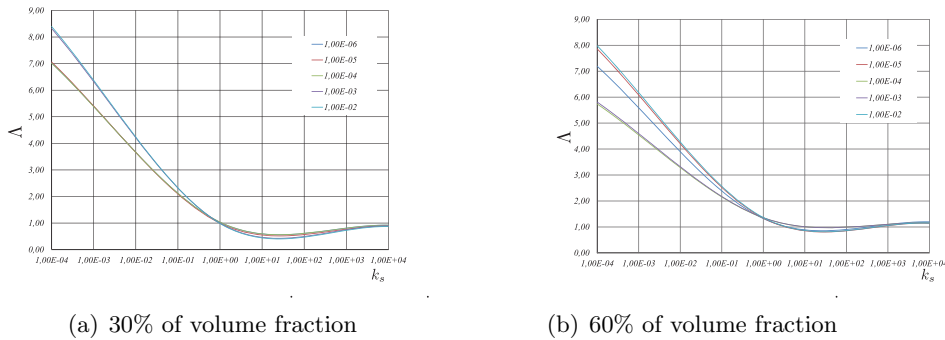 9,00
8,00
7,00
6,00
5,00
4,00
3,00
2,00
1,00
0,00
Λ
1,00E-06
1,00E-05
1,00E-04
1,00E-03
1,00E-02
1,00E-04 1,00E-03 1,00E-02 1,00E-01 1,00E+00 1,00E+01 1,00E+02 1,00E+03 1,00E+04
k_s
(a) 30% of volume fraction
9,00
8,00
7,00
6,00
5,00
4,00
3,00
2,00
1,00
0,00
Λ
1,00E-06
1,00E-05
1,00E-04
1,00E-03
1,00E-02
1,00E-04 1,00E-03 1,00E-02 1,00E-01 1,00E+00 1,00E+01 1,00E+02 1,00E+03 1,00E+04
k_s
(b) 60% of volume fraction